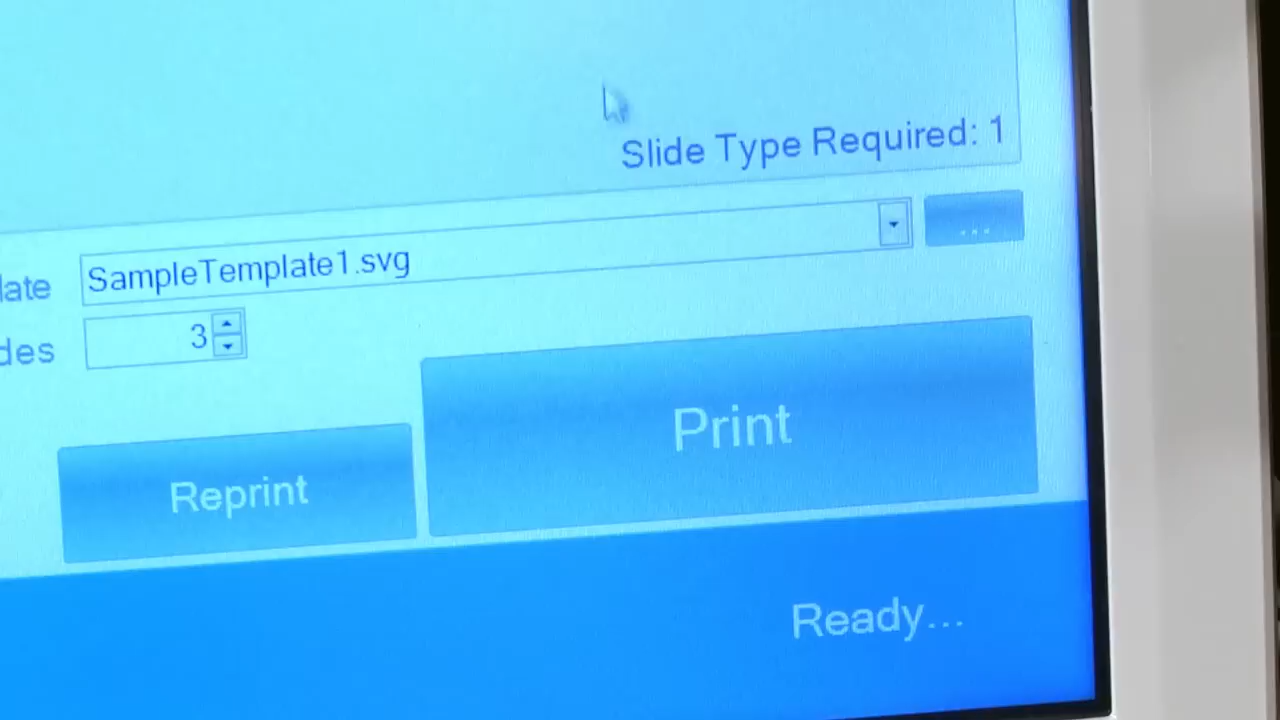 Slide Type Required: 1
late SampleTemplate1.svg ...
des 3
Print
Reprint
Ready...